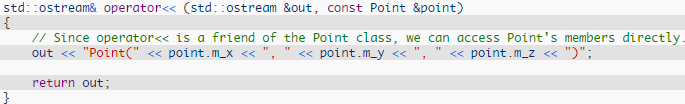 std::ostream& operator<< (std::ostream &out, const Point &point)
{
    // Since operator<< is a friend of the Point class, we can access Point's members directly.
    out << "Point(" << point.m_x << ", " << point.m_y << ", " << point.m_z << ")";

    return out;
}